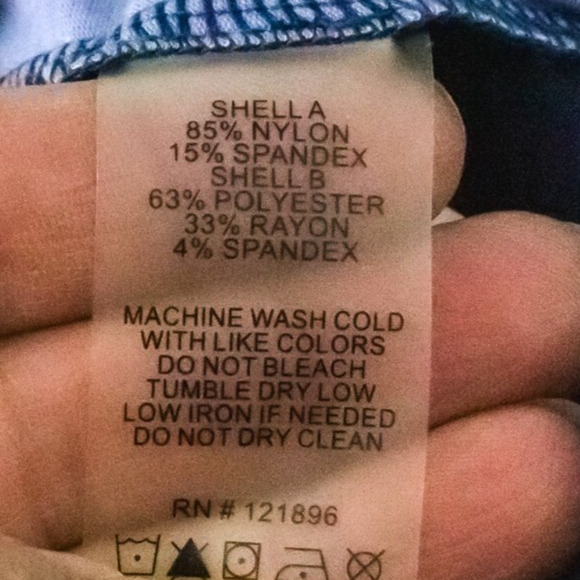 SHELL A
85% NYLON
15% SPANDEX
SHELL B
63% POLYESTER
33% RAYON
4% SPANDEX
MACHINE WASH COLD
WITH LIKE COLORS
DO NOT BLEACH
TUMBLE DRY LOW
LOW IRON IF NEEDED
DO NOT DRY CLEAN
RN # 121896